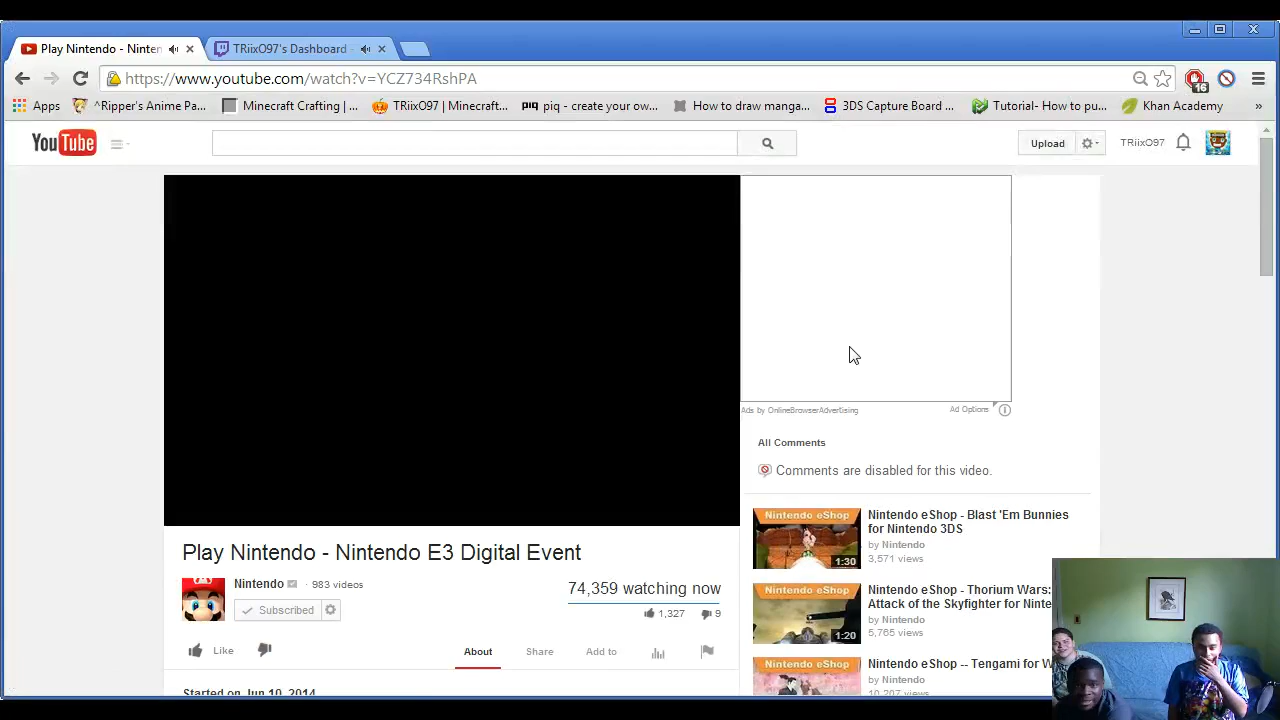 Play Nintendo - Ninten
TRiixO97's Dashboard -
https://www.youtube.com/watch?v=YCZ734RshPA
16
Apps
^Ripper's Anime Pa...
Minecraft Crafting | ...
TRiixO97 | Minecraft...
piq
piq - create your ow...
How to draw manga...
3DS Capture Board ...
Tutorial- How to pu...
Khan Academy
»
YouTube
Upload
TRiixO97
Ads by OnlineBrowserAdvertising
Ad Options
All Comments
Comments are disabled for this video.
Nintendo eShop
1:30
Nintendo eShop - Blast 'Em Bunnies
for Nintendo 3DS
by Nintendo
3,571 views
Play Nintendo - Nintendo E3 Digital Event
Nintendo
· 983 videos
Subscribed
74,359 watching now
1,327
9
Nintendo eShop
1:20
Nintendo eShop - Thorium Wars:
Attack of the Skyfighter for Ninte
by Nintendo
5,765 views
Like
About
Share
Add to
Nintendo eShop
Nintendo eShop -- Tengami for W
by Nintendo
10,207 views
Started on Jun 10, 2014